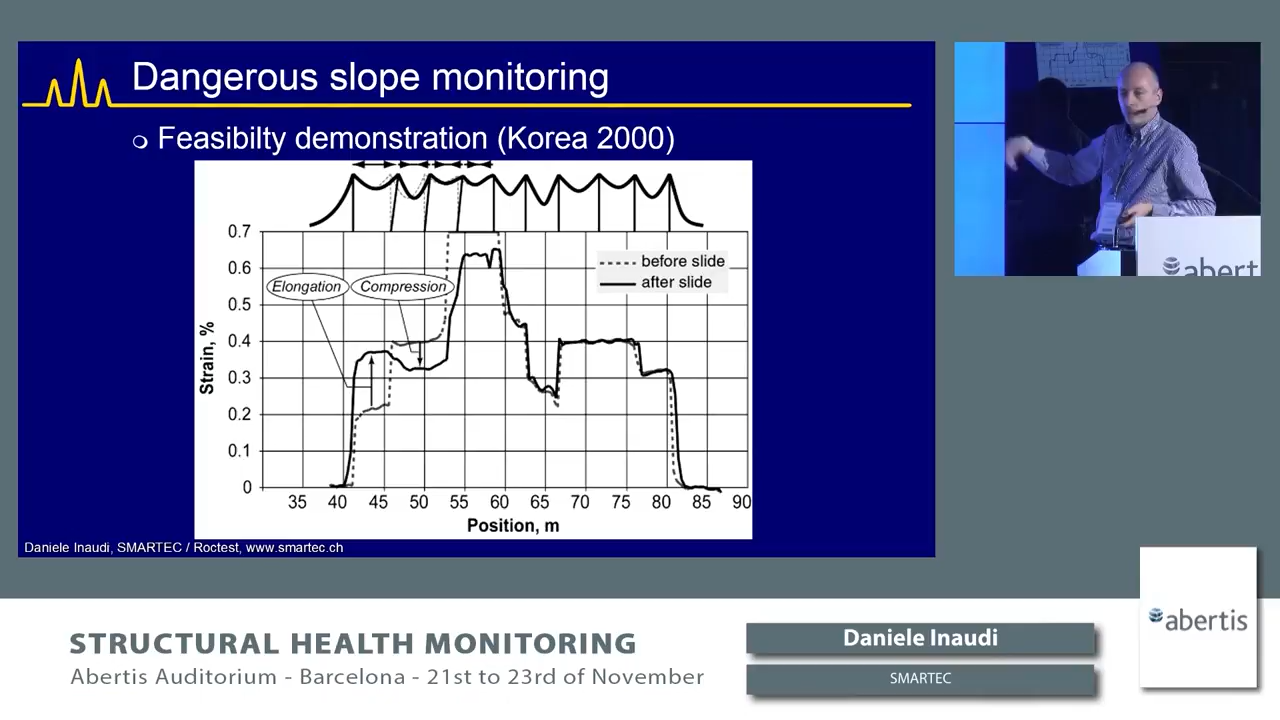 Dangerous slope monitoring
Feasibilty demonstration (Korea 2000)
0.7
0.6
0.5
0.4
0.3
0.2
0.1
0
Strain, %
Elongation
Compression
before slide
after slide
35 40 45 50 55 60 65 70 75 80 85 90
Position, m
Daniele Inaudi, SMARTEC / Roctest, www.smartec.ch
abert
STRUCTURAL HEALTH MONITORING
Abertis Auditorium - Barcelona - 21st to 23rd of November
Daniele Inaudi
SMARTEC
abertis